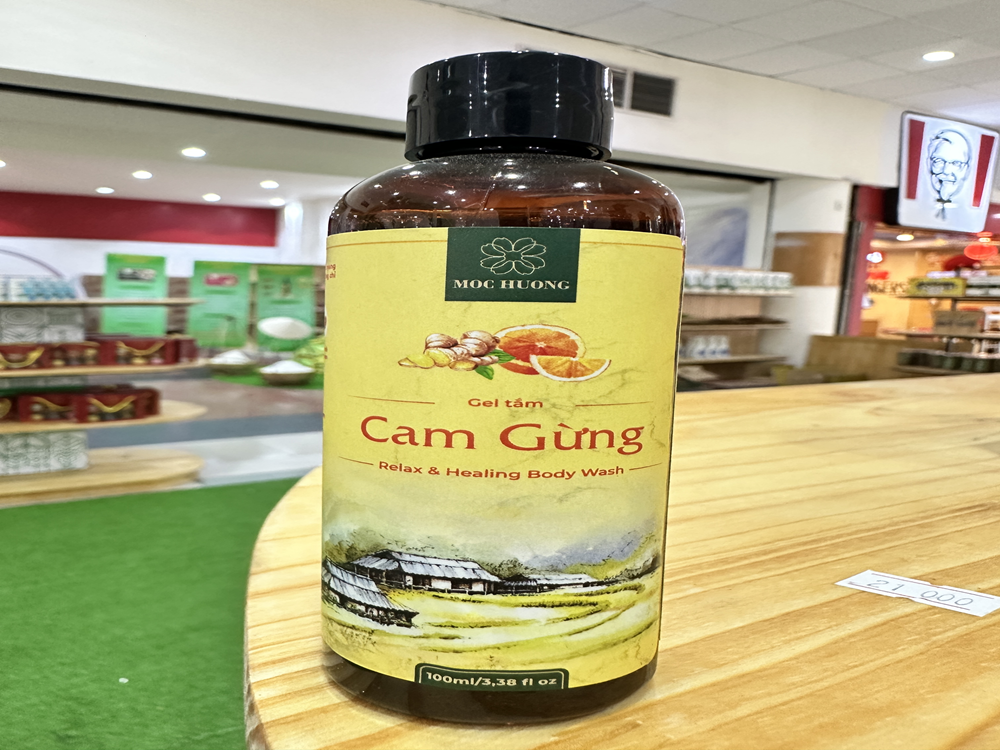 MOC HUONG
Gel tắm
Cam Gừng
Relax & Healing Body Wash
100ml/3,38 fl oz
21 000